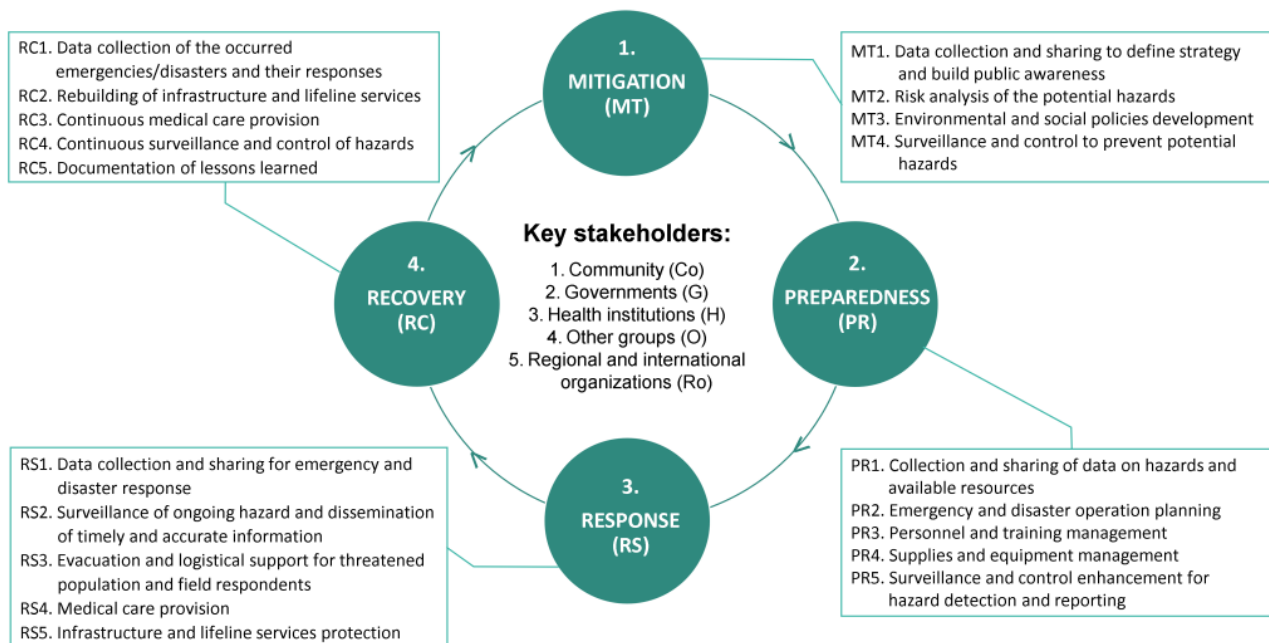 1.
MITIGATION
(MT)
MT1. Data collection and sharing to define strategy
and build public awareness
MT2. Risk analysis of the potential hazards
MT3. Environmental and social policies development
MT4. Surveillance and control to prevent potential
hazards
2.
PREPAREDNESS
(PR)
PR1. Collection and sharing of data on hazards and
available resources
PR2. Emergency and disaster operation planning
PR3. Personnel and training management
PR4. Supplies and equipment management
PR5. Surveillance and control enhancement for
hazard detection and reporting
3.
RESPONSE
(RS)
RS1. Data collection and sharing for emergency and
disaster response
RS2. Surveillance of ongoing hazard and dissemination
of timely and accurate information
RS3. Evacuation and logistical support for threatened
population and field respondents
RS4. Medical care provision
RS5. Infrastructure and lifeline services protection
4.
RECOVERY
(RC)
RC1. Data collection of the occurred
emergencies/disasters and their responses
RC2. Rebuilding of infrastructure and lifeline services
RC3. Continuous medical care provision
RC4. Continuous surveillance and control of hazards
RC5. Documentation of lessons learned
Key stakeholders:
1. Community (Co)
2. Governments (G)
3. Health institutions (H)
4. Other groups (O)
5. Regional and international
organizations (Ro)